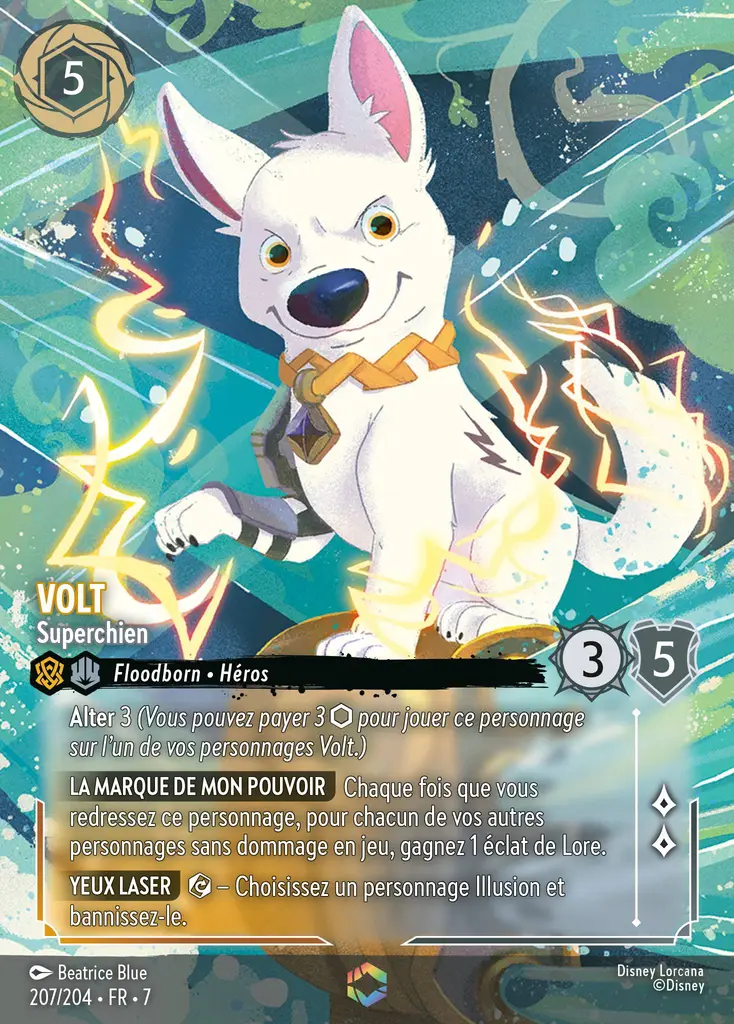 5
VOLT
Superchien
Floodborn • Héros
3
5
Alter 3 (Vous pouvez payer 3 pour jouer ce personnage
sur l'un de vos personnages Volt.)
LA MARQUE DE MON POUVOIR Chaque fois que vous
redressez ce personnage, pour chacun de vos autres
personnages sans dommage en jeu, gagnez 1 éclat de Lore.
YEUX LASER – Choisissez un personnage Illusion et
bannissez-le.
Beatrice Blue
207/204 • FR • 7
Disney Lorcana
©Disney